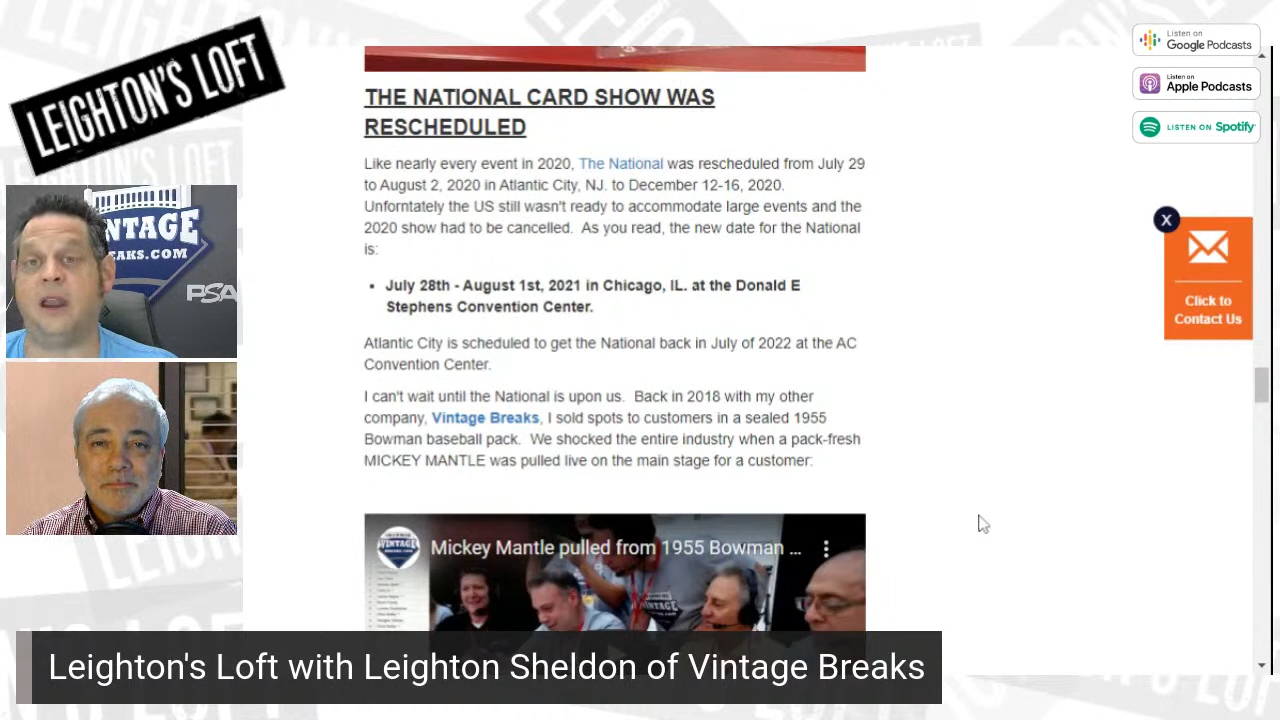 LEIGHTON'S LOFT
Listen on
Google Podcasts
Listen on
Apple Podcasts
LISTEN ON Spotify
THE NATIONAL CARD SHOW WAS
RESCHEDULED
Like nearly every event in 2020, The National was rescheduled from July 29
to August 2, 2020 in Atlantic City, NJ. to December 12-16, 2020.
Unforntately the US still wasn't ready to accommodate large events and the
2020 show had to be cancelled. As you read, the new date for the National
is:
• July 28th - August 1st, 2021 in Chicago, IL. at the Donald E
Stephens Convention Center.
Atlantic City is scheduled to get the National back in July of 2022 at the AC
Convention Center.
I can't wait until the National is upon us. Back in 2018 with my other
company, Vintage Breaks, I sold spots to customers in a sealed 1955
Bowman baseball pack. We shocked the entire industry when a pack-fresh
MICKEY MANTLE was pulled live on the main stage for a customer:
X
Click to
Contact Us
NTAGE
EAKS.COM
PSA
VINTAGE
Mickey Mantle pulled from 1955 Bowman ...
VINTAGE
Leighton's Loft with Leighton Sheldon of Vintage Breaks